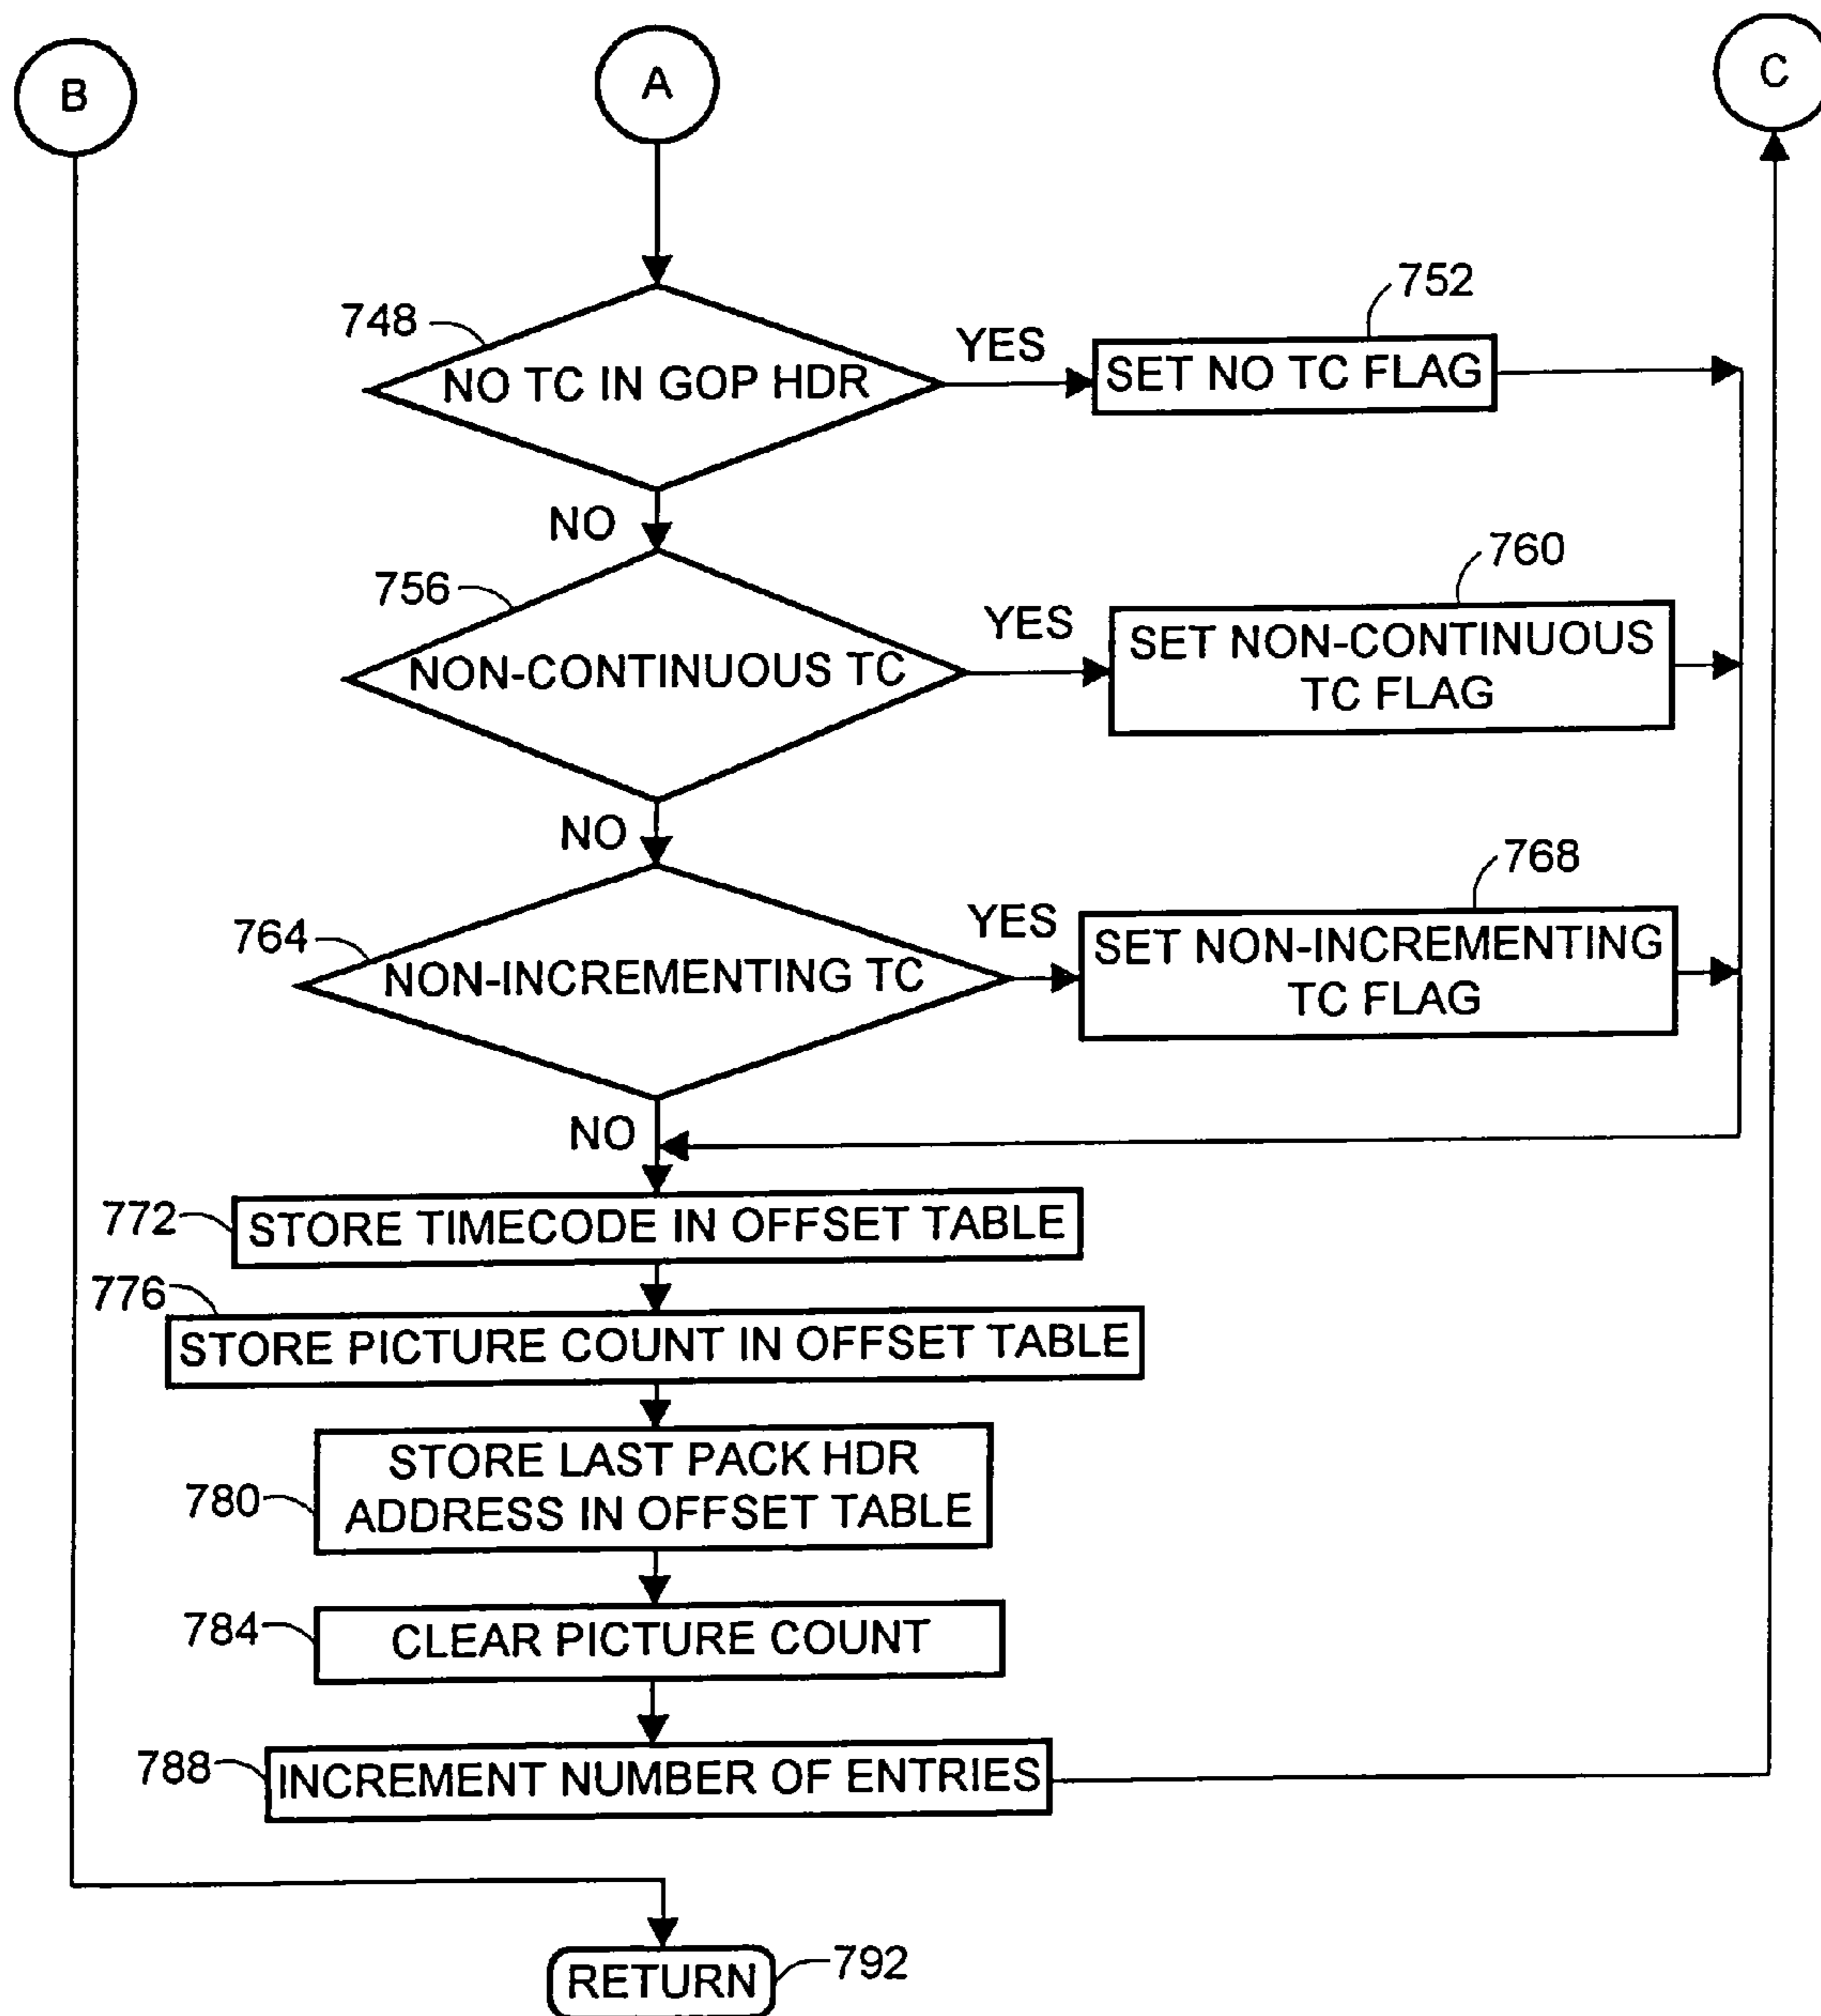 B
A
C
748
NO TC IN GOP HDR
YES
752
SET NO TC FLAG
NO
756
NON-CONTINUOUS TC
YES
760
SET NON-CONTINUOUS
TC FLAG
NO
764
NON-INCREMENTING TC
YES
768
SET NON-INCREMENTING
TC FLAG
NO
772
STORE TIMECODE IN OFFSET TABLE
776
STORE PICTURE COUNT IN OFFSET TABLE
780
STORE LAST PACK HDR
ADDRESS IN OFFSET TABLE
784
CLEAR PICTURE COUNT
788
INCREMENT NUMBER OF ENTRIES
RETURN
792